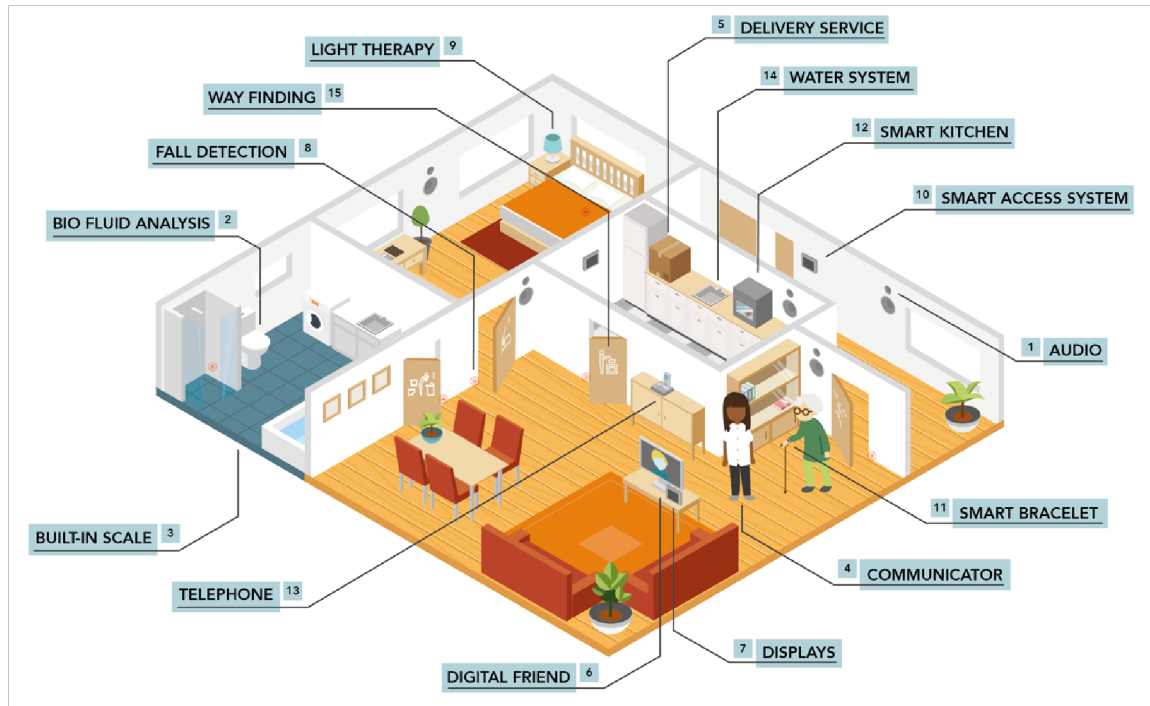 5 DELIVERY SERVICE
LIGHT THERAPY 9
14 WATER SYSTEM
WAY FINDING 15
12 SMART KITCHEN
FALL DETECTION 8
10 SMART ACCESS SYSTEM
BIO FLUID ANALYSIS 2
1 AUDIO
11 SMART BRACELET
BUILT-IN SCALE 3
4 COMMUNICATOR
TELEPHONE 13
7 DISPLAYS
DIGITAL FRIEND 6